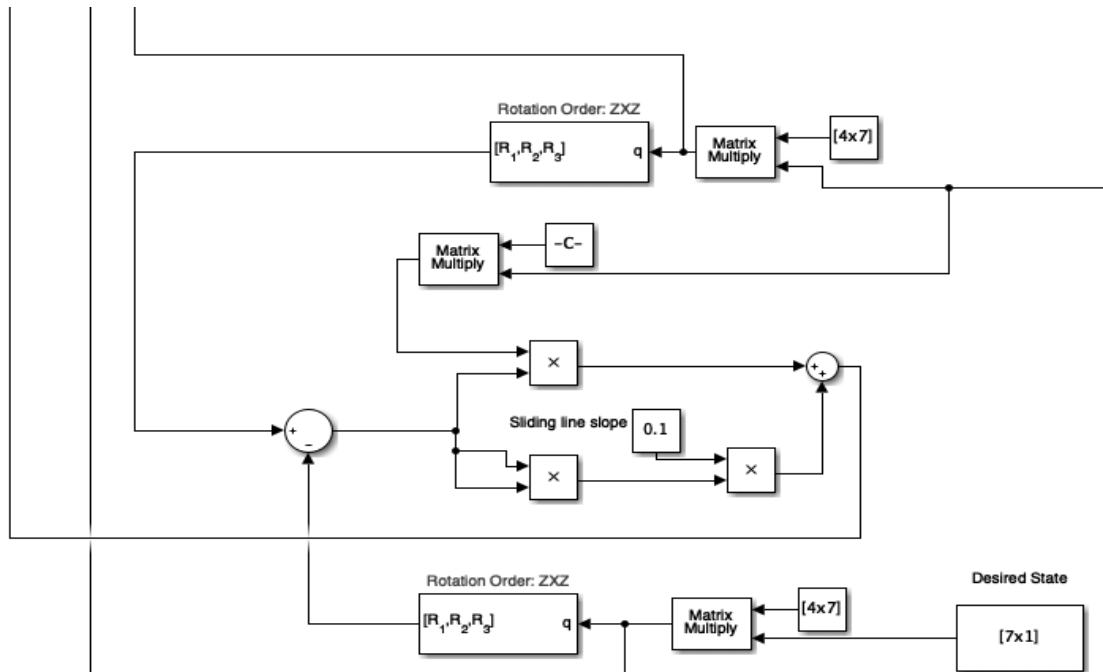 Rotation Order: ZXZ
[R1,R2,R3]
q
Matrix
Multiply
[4x7]
Matrix
Multiply
-C-
×
+
+
+
−
Sliding line slope
0.1
×
×
Rotation Order: ZXZ
[R1,R2,R3]
q
Matrix
Multiply
[4x7]
Desired State
[7x1]